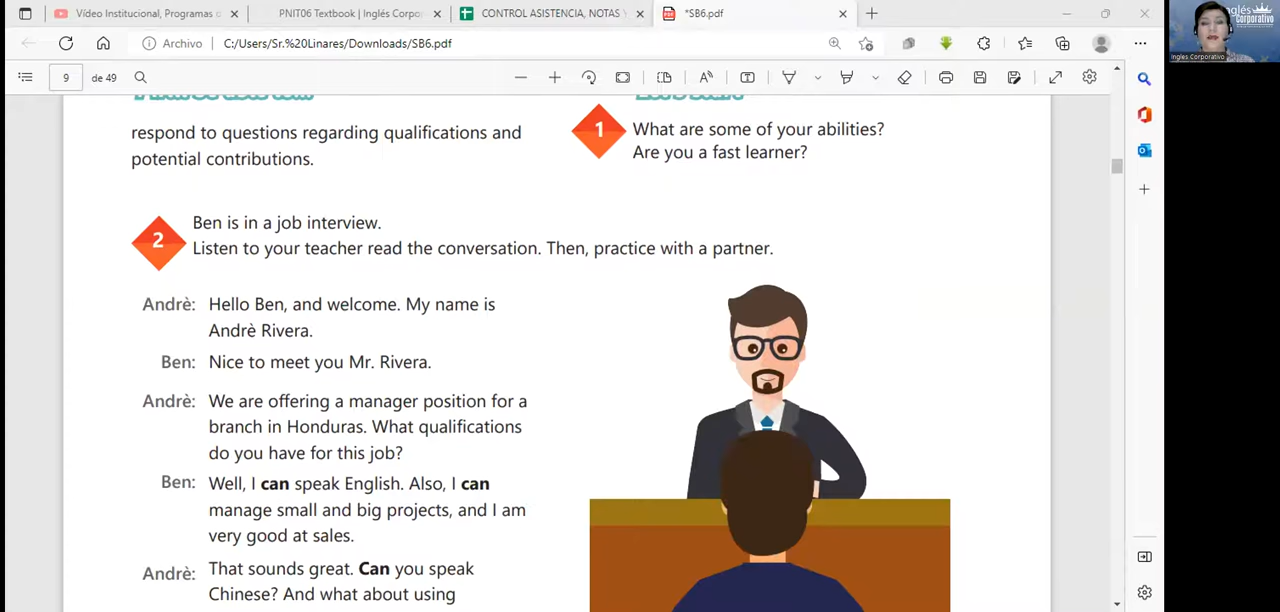 Vídeo Institucional, Programas
PNIT06 Textbook | Inglés Corpor
CONTROL ASISTENCIA, NOTAS Y
*SB6.pdf
Archivo
C:/Users/Sr.%20Linares/Downloads/SB6.pdf
9
de 49
respond to questions regarding qualifications and
potential contributions.
1
What are some of your abilities?
Are you a fast learner?
2
Ben is in a job interview.
Listen to your teacher read the conversation. Then, practice with a partner.
Andrè: Hello Ben, and welcome. My name is
Andrè Rivera.
Ben: Nice to meet you Mr. Rivera.
Andrè: We are offering a manager position for a
branch in Honduras. What qualifications
do you have for this job?
Ben: Well, I can speak English. Also, I can
manage small and big projects, and I am
very good at sales.
Andrè: That sounds great. Can you speak
Chinese? And what about using
Inglés
Corporativo
Ingles Corporativo